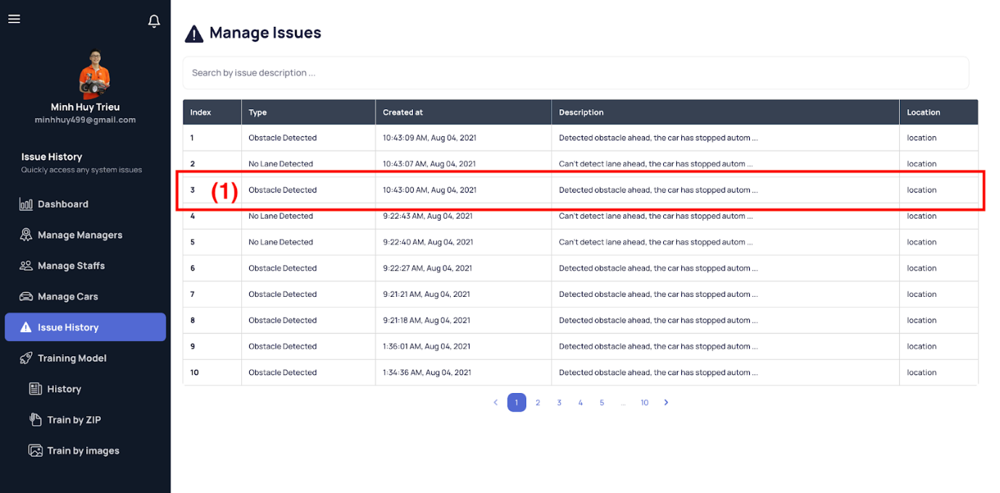 Minh Huy Trieu
minhhuy499@gmail.com
Issue History
Quickly access any system issues
Dashboard
Manage Managers
Manage Staffs
Manage Cars
Issue History
Training Model
History
Train by ZIP
Train by images
Manage Issues
Search by issue description ...
Index Type Created at Description Location
1 Obstacle Detected 10:43:09 AM, Aug 04, 2021 Detected obstacle ahead, the car has stopped autom ... location
2 No Lane Detected 10:43:07 AM, Aug 04, 2021 Can't detect lane ahead, the car has stopped autom ... location
3 (1) Obstacle Detected 10:43:00 AM, Aug 04, 2021 Detected obstacle ahead, the car has stopped autom ... location
4 No Lane Detected 9:22:43 AM, Aug 04, 2021 Can't detect lane ahead, the car has stopped autom ... location
5 No Lane Detected 9:22:40 AM, Aug 04, 2021 Can't detect lane ahead, the car has stopped autom ... location
6 Obstacle Detected 9:22:27 AM, Aug 04, 2021 Detected obstacle ahead, the car has stopped autom ... location
7 Obstacle Detected 9:21:21 AM, Aug 04, 2021 Detected obstacle ahead, the car has stopped autom ... location
8 Obstacle Detected 9:21:18 AM, Aug 04, 2021 Detected obstacle ahead, the car has stopped autom ... location
9 Obstacle Detected 1:36:01 AM, Aug 04, 2021 Detected obstacle ahead, the car has stopped autom ... location
10 Obstacle Detected 1:34:36 AM, Aug 04, 2021 Detected obstacle ahead, the car has stopped autom ... location
< 1 2 3 4 5 ... 10 >